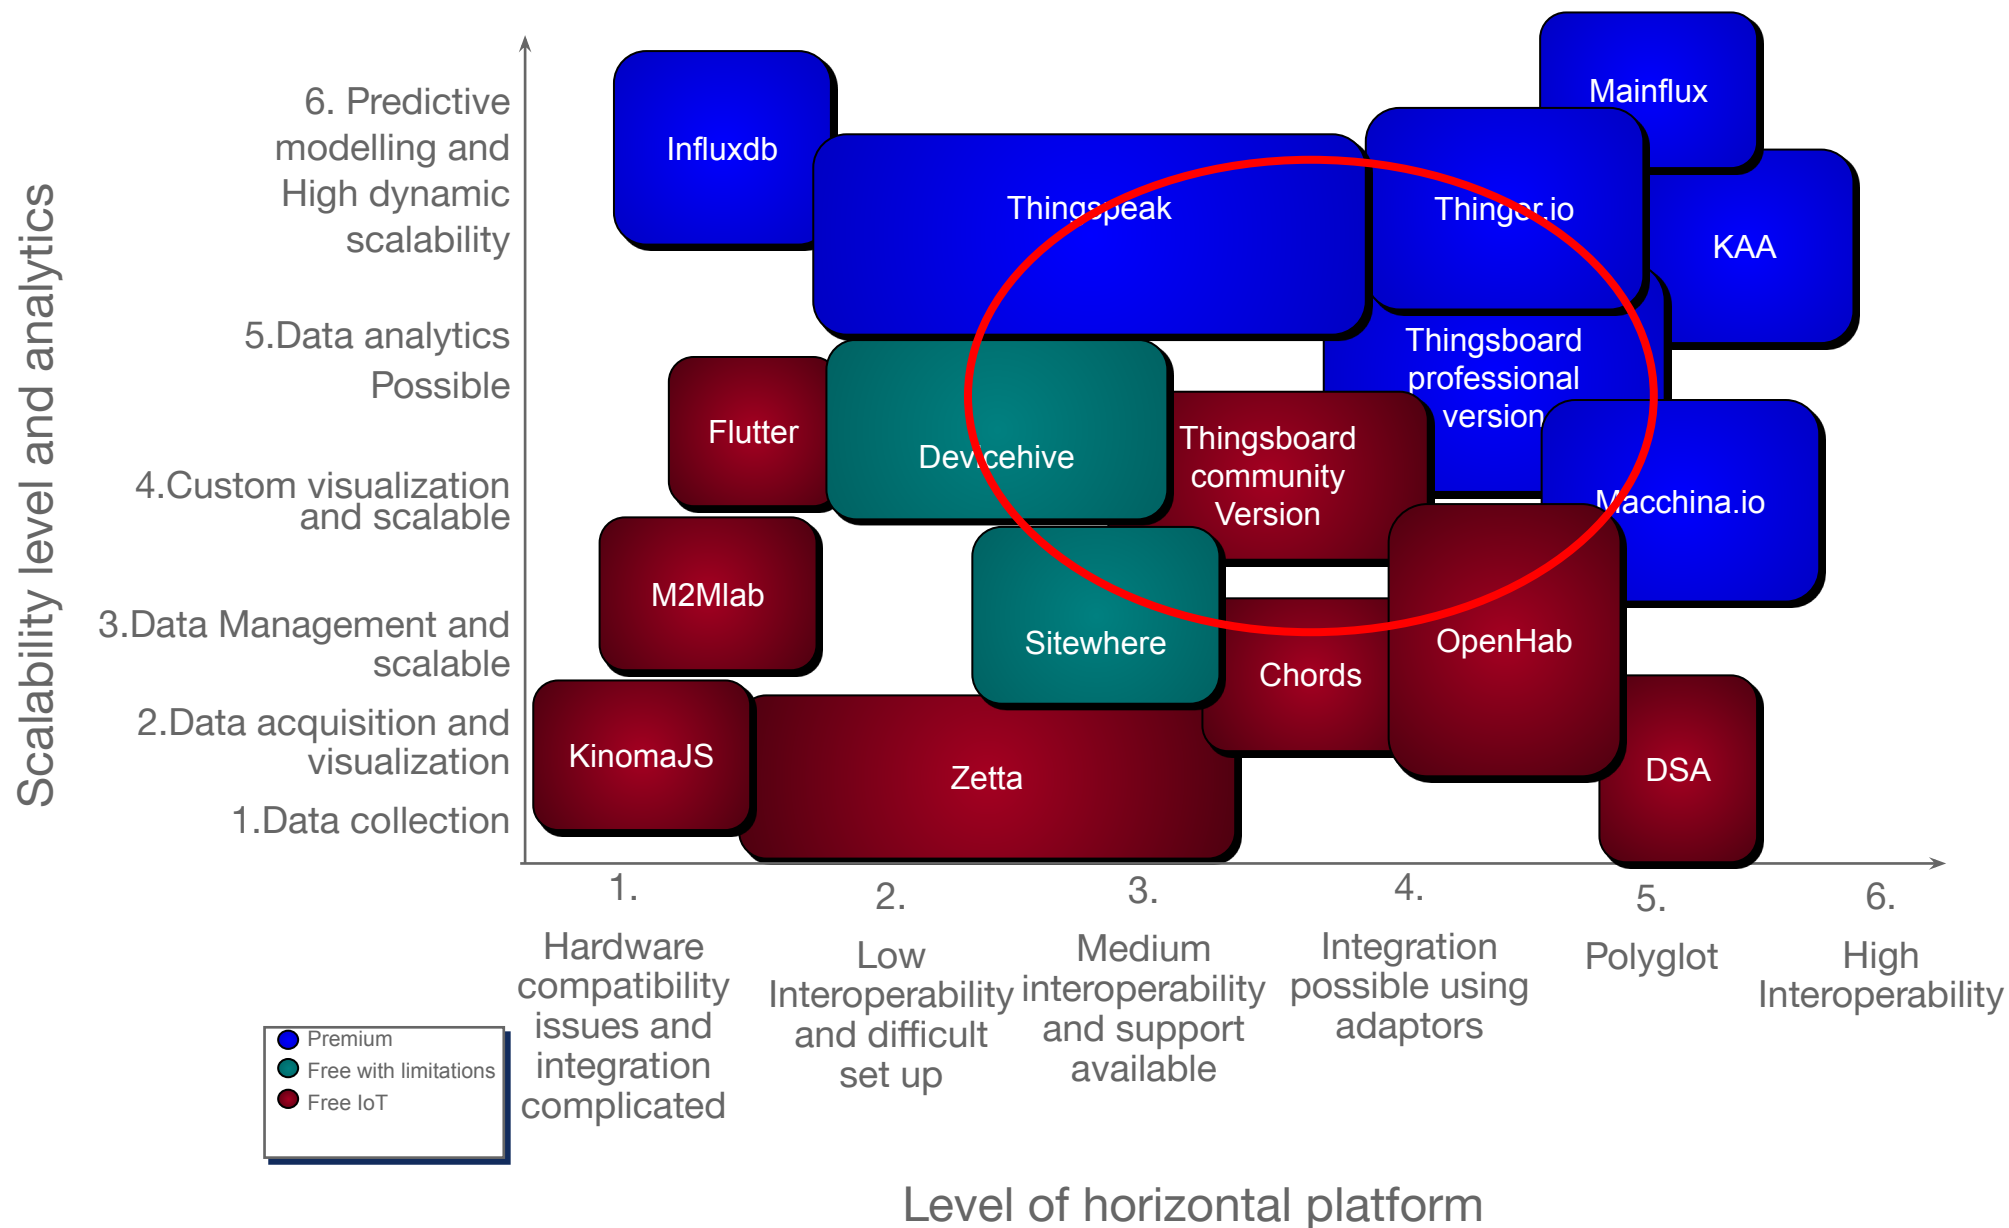 Scalability level and analytics
6. Predictive
modelling and
High dynamic
scalability
5.Data analytics
Possible
4.Custom visualization
and scalable
3.Data Management and
scalable
2.Data acquisition and
visualization
1.Data collection
Mainflux
Influxdb
Thingspeak
Thinger.io
KAA
Thingsboard
professional
version
Flutter
Devicehive
Thingsboard
community
Version
Macchina.io
M2Mlab
Sitewhere
Chords
OpenHab
KinomaJS
Zetta
DSA
1.
Hardware
compatibility
issues and
integration
complicated
2.
Low
Interoperability
and difficult
set up
3.
Medium
interoperability
and support
available
4.
Integration
possible using
adaptors
5.
Polyglot
6.
High
Interoperability
Premium
Free with limitations
Free IoT
Level of horizontal platform